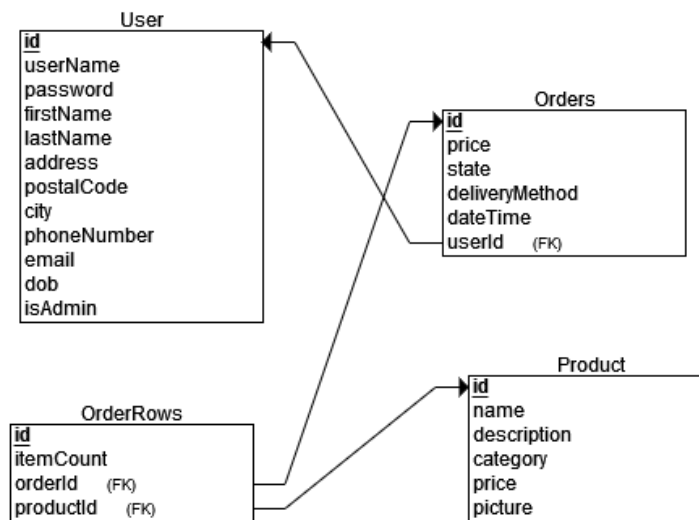 User
id
userName
password
firstName
lastName
address
postalCode
city
phoneNumber
email
dob
isAdmin
Orders
id
price
state
deliveryMethod
dateTime
userId (FK)
OrderRows
id
itemCount
orderId (FK)
productId (FK)
Product
id
name
description
category
price
picture